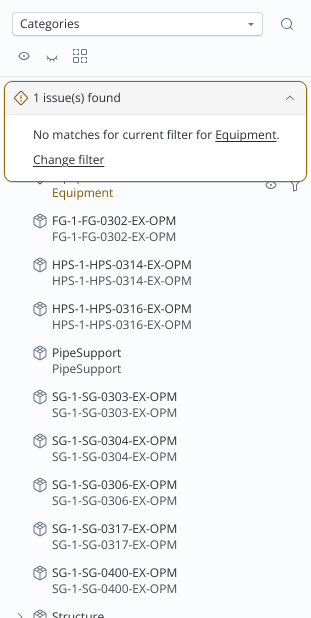 Categories
1 issue(s) found
No matches for current filter for Equipment.
Change filter
Equipment
FG-1-FG-0302-EX-OPM
FG-1-FG-0302-EX-OPM
HPS-1-HPS-0314-EX-OPM
HPS-1-HPS-0314-EX-OPM
HPS-1-HPS-0316-EX-OPM
HPS-1-HPS-0316-EX-OPM
PipeSupport
PipeSupport
SG-1-SG-0303-EX-OPM
SG-1-SG-0303-EX-OPM
SG-1-SG-0304-EX-OPM
SG-1-SG-0304-EX-OPM
SG-1-SG-0306-EX-OPM
SG-1-SG-0306-EX-OPM
SG-1-SG-0317-EX-OPM
SG-1-SG-0317-EX-OPM
SG-1-SG-0400-EX-OPM
SG-1-SG-0400-EX-OPM
Structure